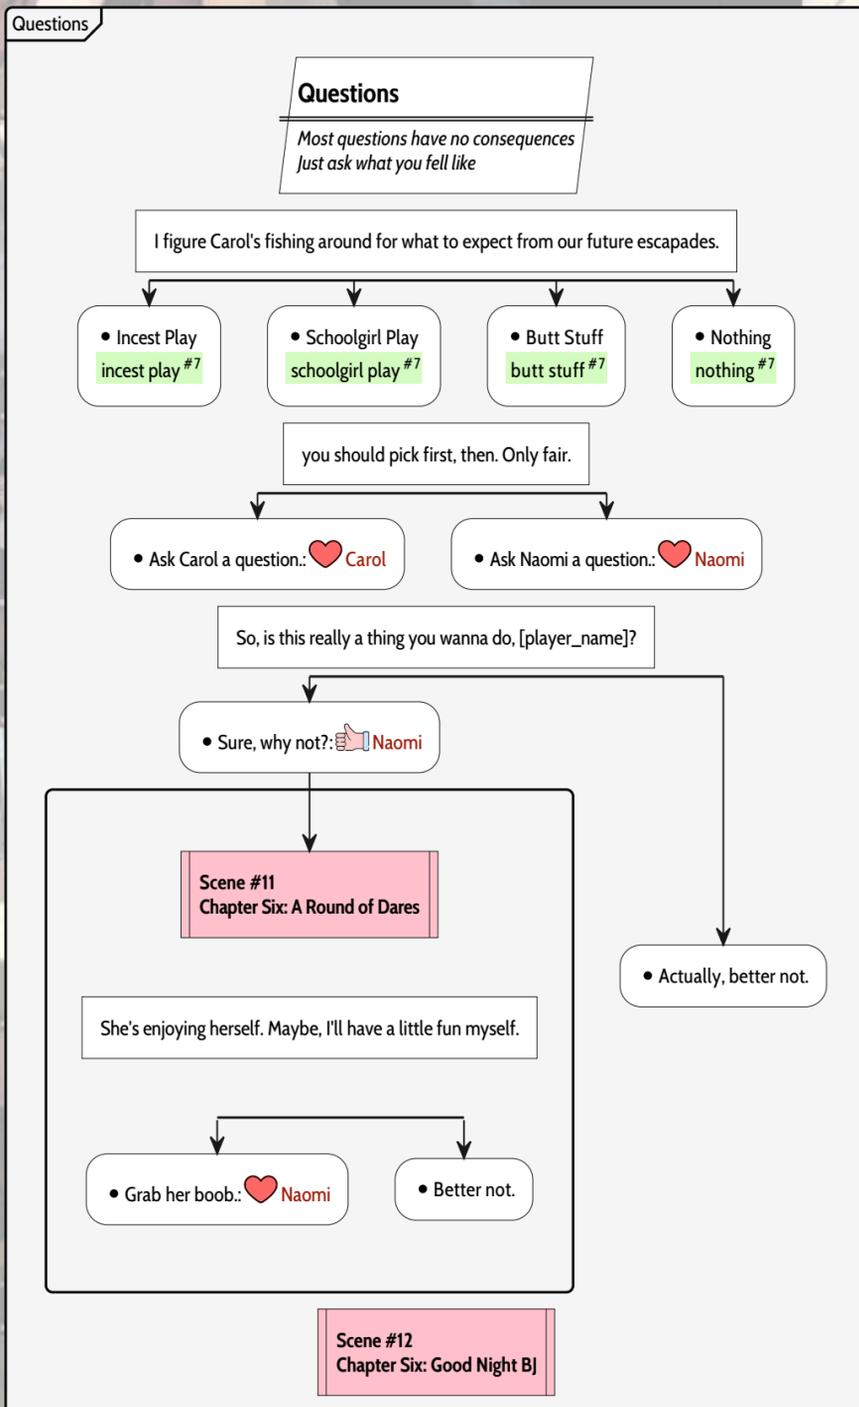 Questions
Questions
Most questions have no consequences
Just ask what you fell like
I figure Carol's fishing around for what to expect from our future escapades.
• Incest Play
incest play #7
• Schoolgirl Play
schoolgirl play #7
• Butt Stuff
butt stuff #7
• Nothing
nothing #7
you should pick first, then. Only fair.
• Ask Carol a question.: Carol
• Ask Naomi a question.: Naomi
So, is this really a thing you wanna do, [player_name]?
• Sure, why not?: Naomi
Scene #11
Chapter Six: A Round of Dares
• Actually, better not.
She's enjoying herself. Maybe, I'll have a little fun myself.
• Grab her boob.: Naomi
• Better not.
Scene #12
Chapter Six: Good Night BJ